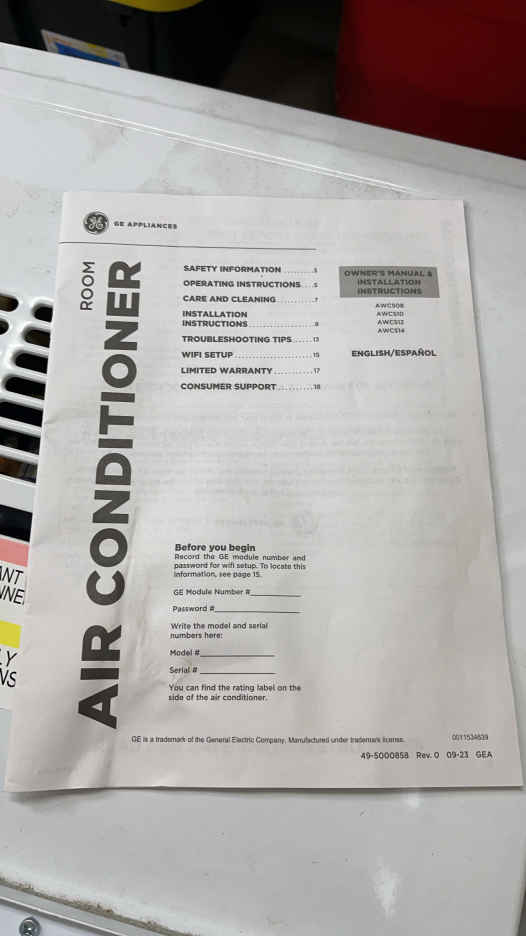 GE APPLIANCES
ROOM
AIR CONDITIONER
SAFETY INFORMATION..........3
OPERATING INSTRUCTIONS....5
CARE AND CLEANING.........7
INSTALLATION
INSTRUCTIONS..................8
TROUBLESHOOTING TIPS......13
WIFI SETUP.....................15
LIMITED WARRANTY...........17
CONSUMER SUPPORT..........18
OWNER'S MANUAL &
INSTALLATION
INSTRUCTIONS
AWCS08
AWCS10
AWCS12
AWCS14
ENGLISH/ESPAÑOL
Before you begin
Record the GE module number and
password for wifi setup. To locate this
information, see page 15.
GE Module Number #____________
Password #____________________
Write the model and serial
numbers here:
Model #__________________
Serial #__________________
You can find the rating label on the
side of the air conditioner.
GE is a trademark of the General Electric Company. Manufactured under trademark license.
0011534639
49-5000858 Rev. 0 09-23 GEA